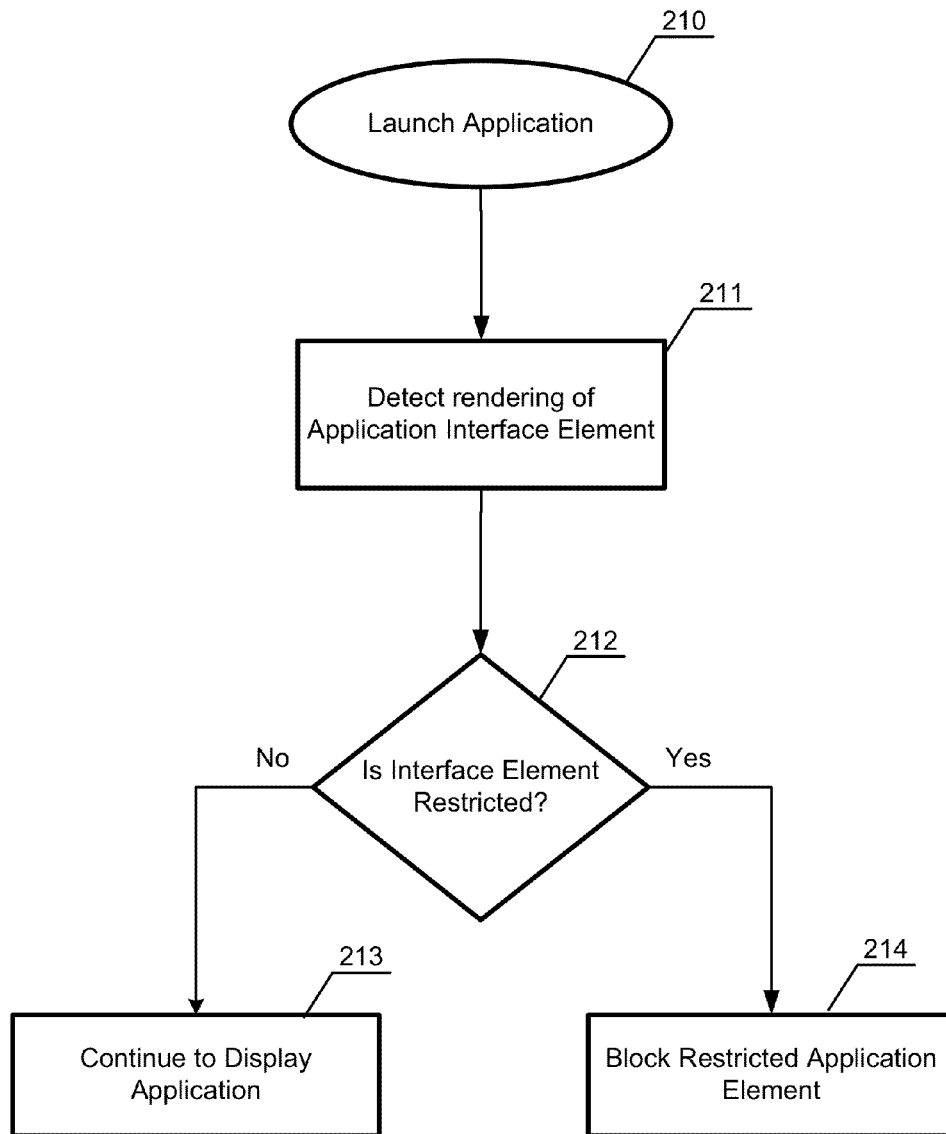 210
Launch Application
211
Detect rendering of
Application Interface Element
212
No
Yes
Is Interface Element
Restricted?
213
214
Continue to Display
Application
Block Restricted Application
Element